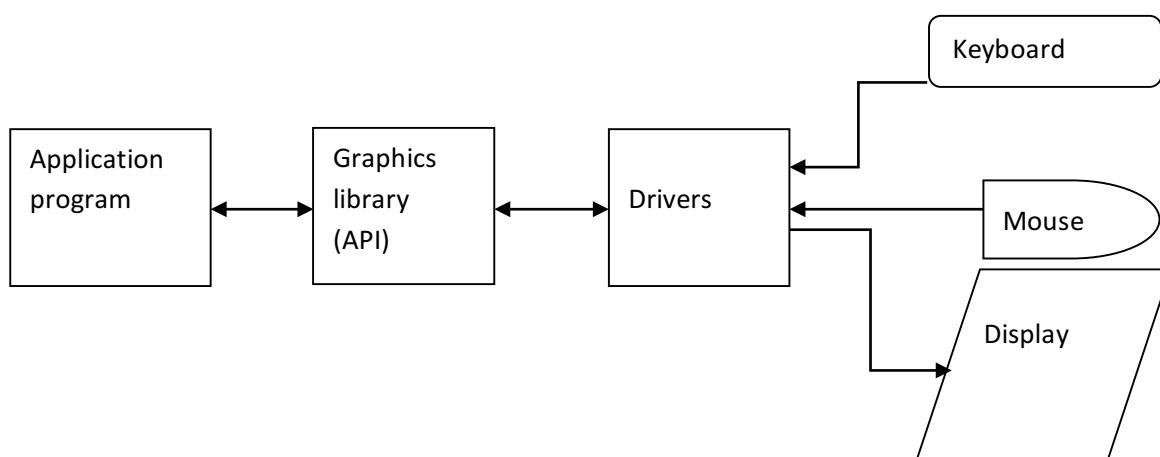 Application
program
Graphics
library
(API)
Drivers
Keyboard
Mouse
Display